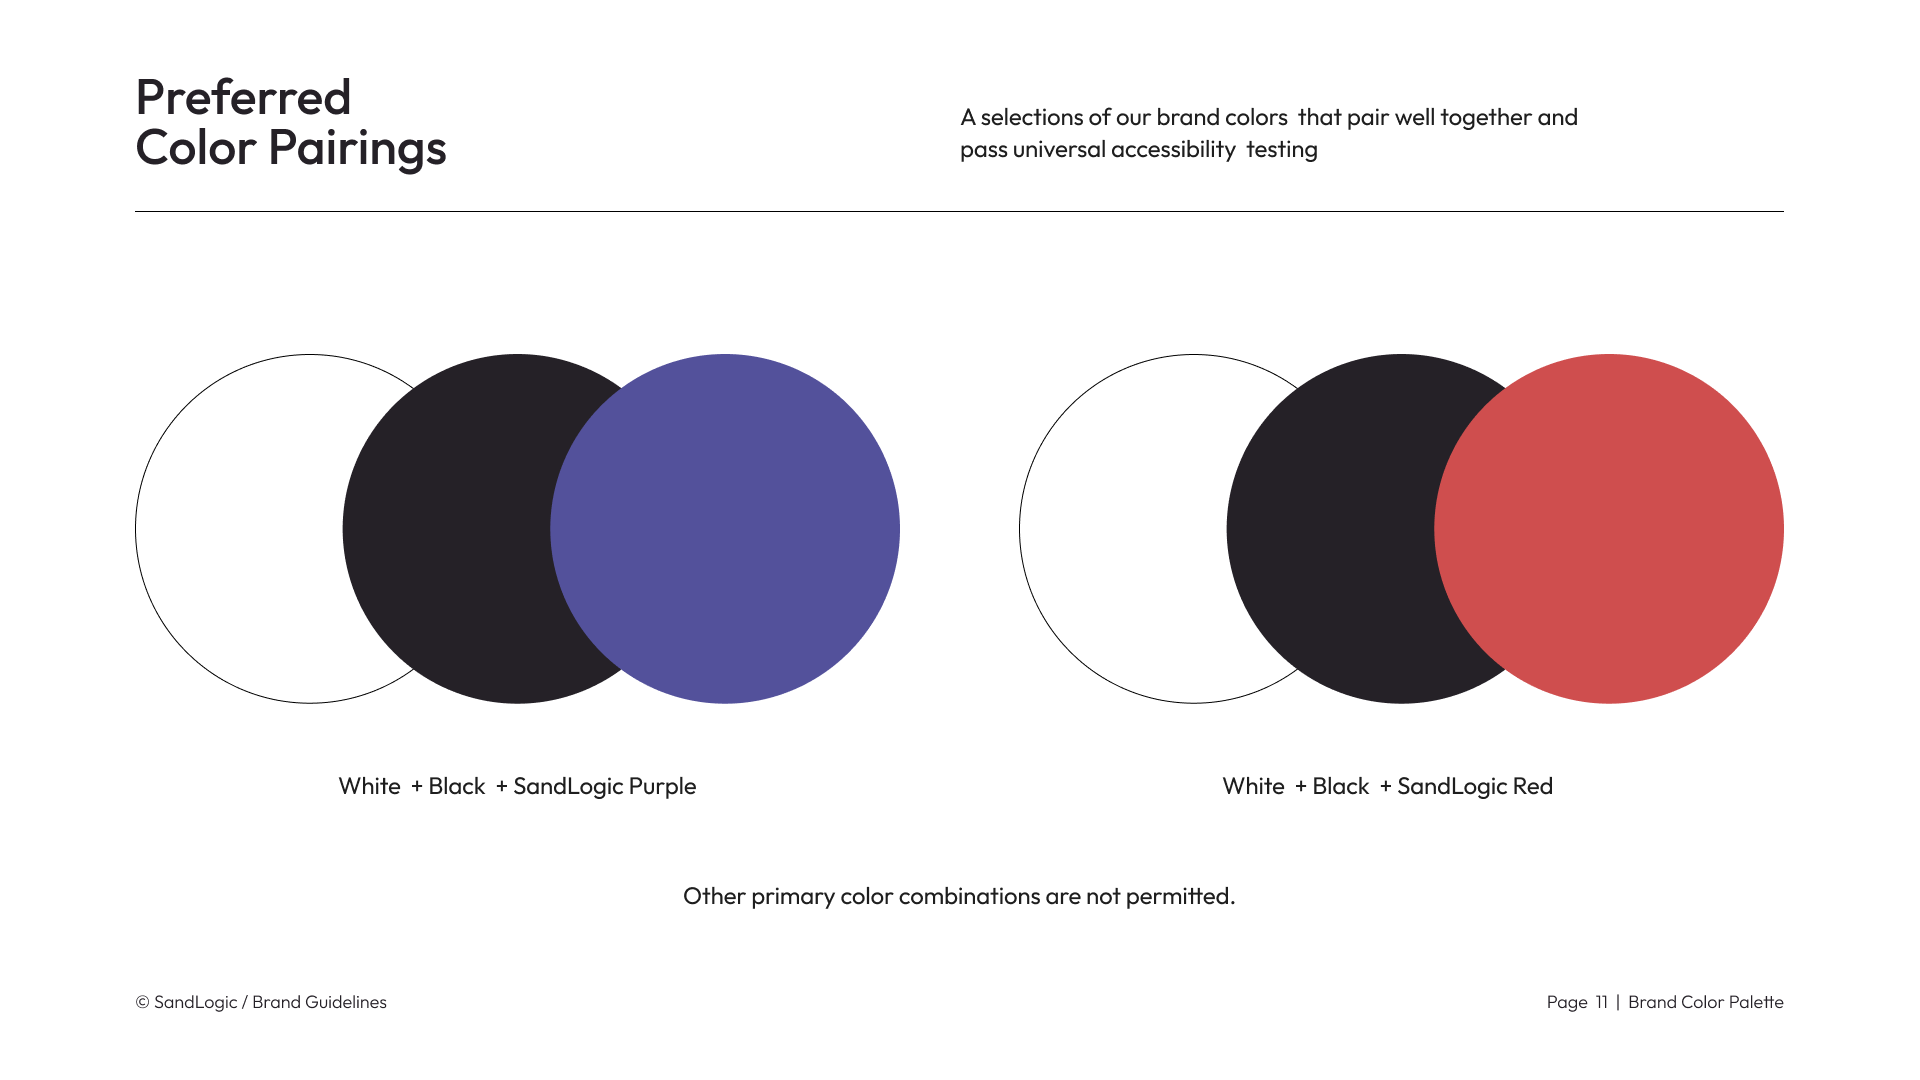 Preferred
Color Pairings
A selections of our brand colors that pair well together and
pass universal accessibility testing
White + Black + SandLogic Purple
White + Black + SandLogic Red
Other primary color combinations are not permitted.
© SandLogic / Brand Guidelines
Page 11 | Brand Color Palette